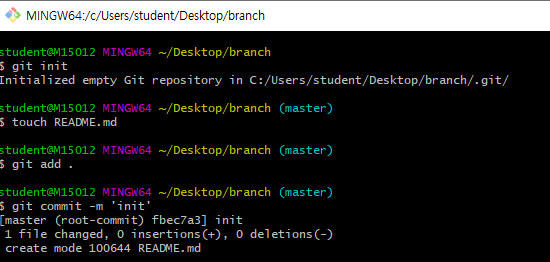 MINGW64:/c/Users/student/Desktop/branch
student@M15012 MINGW64 ~/Desktop/branch
$ git init
Initialized empty Git repository in C:/Users/student/Desktop/branch/.git/
student@M15012 MINGW64 ~/Desktop/branch (master)
$ touch README.md
student@M15012 MINGW64 ~/Desktop/branch (master)
$ git add .
student@M15012 MINGW64 ~/Desktop/branch (master)
$ git commit -m 'init'
[master (root-commit) fbec7a3] init
1 file changed, 0 insertions(+), 0 deletions(-)
create mode 100644 README.md